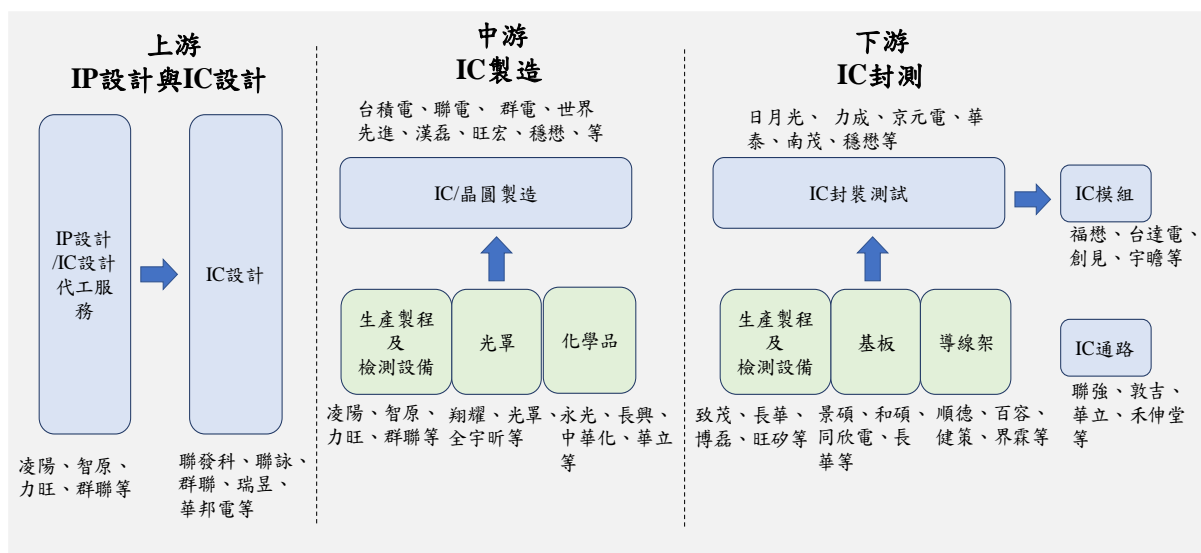 上游
IP設計與IC設計
IP設計
/IC設計
代工服
務
IC設計
凌陽、智原、
力旺、群聯等
聯發科、聯詠、
群聯、瑞昱、
華邦電等
中游
IC製造
台積電、聯電、 群電、世界
先進、漢磊、旺宏、穩懋、等
IC/晶圓製造
生產製程
及
檢測設備
光罩
化學品
凌陽、智原、
力旺、群聯等
翔耀、光罩、
全宇昕等
永光、長興、
中華化、華立
等
下游
IC封測
日月光、 力成、京元電、華
泰、南茂、穩懋等
IC封裝測試
IC模組
福懋、台達電、
創見、宇瞻等
生產製程
及
檢測設備
基板
導線架
IC通路
致茂、長華、
博磊、旺矽等
景碩、和碩、
同欣電、長
華等
順德、百容、
健策、界霖等
聯強、敦吉、
華立、禾伸堂
等